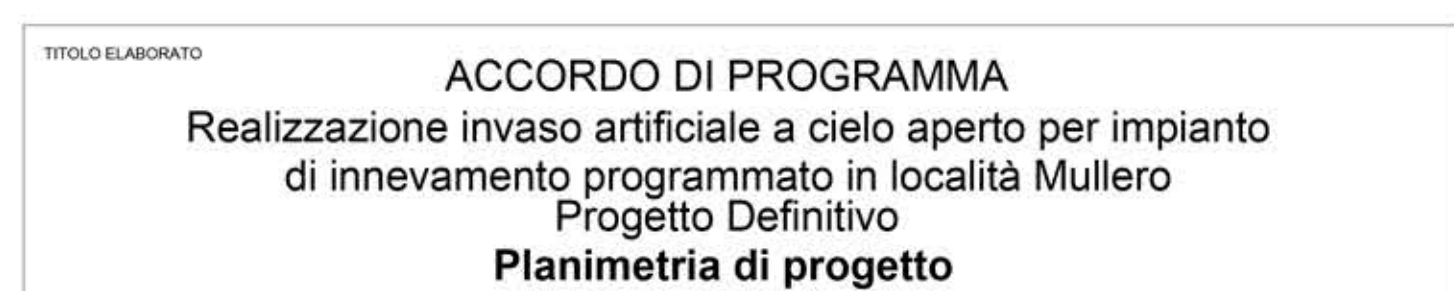 TITOLO ELABORATO
ACCORDO DI PROGRAMMA
Realizzazione invaso artificiale a cielo aperto per impianto
di innevamento programmato in località Mullero
Progetto Definitivo
Planimetria di progetto